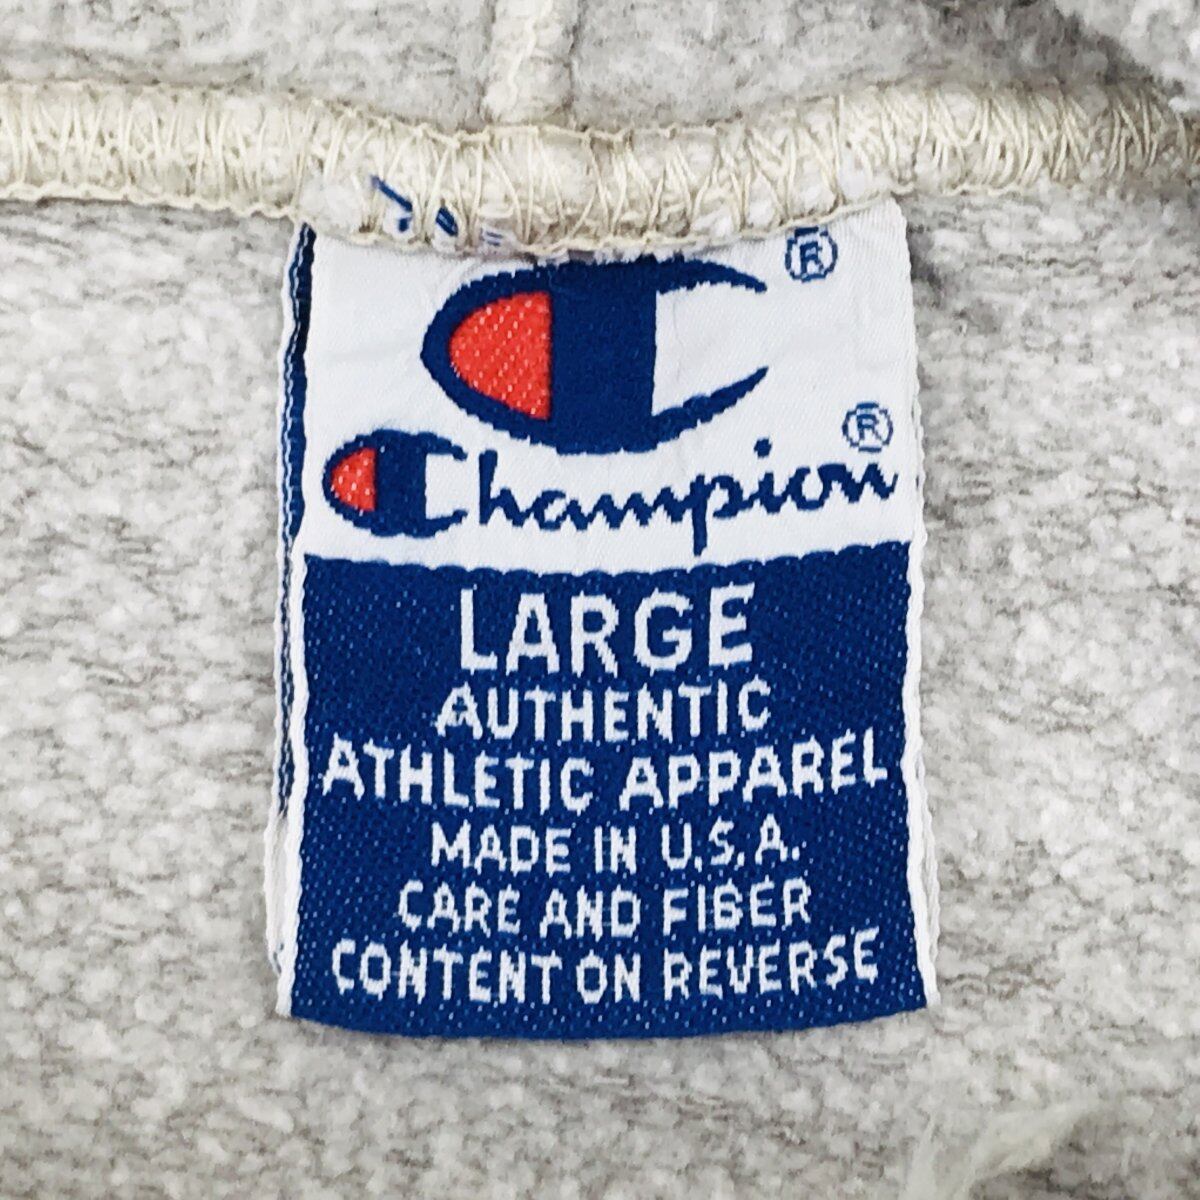 ®
Champion ®
LARGE
AUTHENTIC
ATHLETIC APPAREL
MADE IN U.S.A.
CARE AND FIBER
CONTENT ON REVERSE